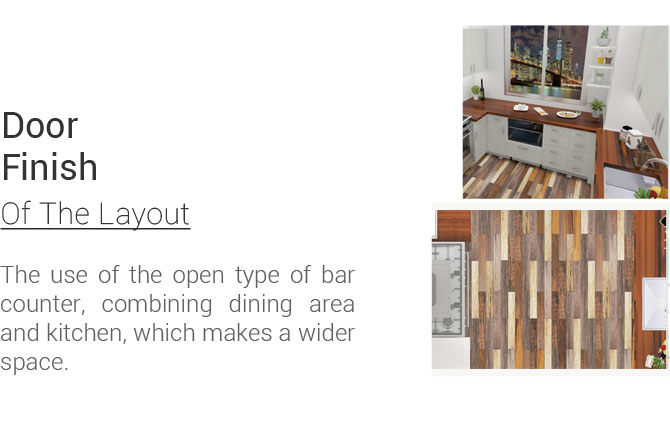 Door
Finish
Of The Layout
The use of the open type of bar
counter, combining dining area
and kitchen, which makes a wider
space.